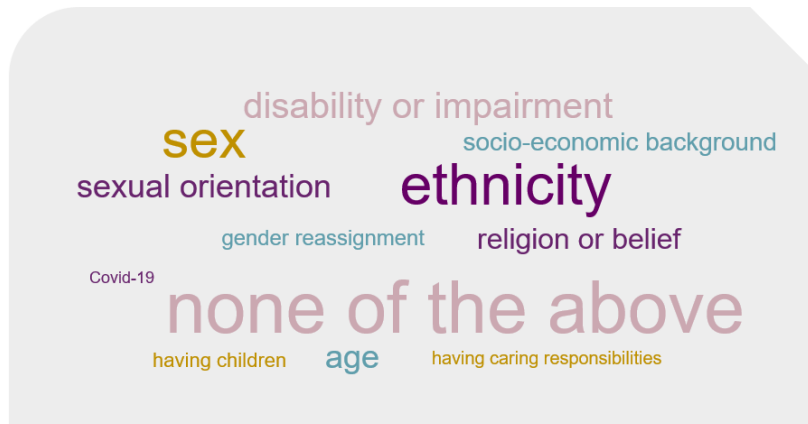 disability or impairment
sex
socio-economic background
sexual orientation
ethnicity
gender reassignment
religion or belief
Covid-19
none of the above
having children
age
having caring responsibilities